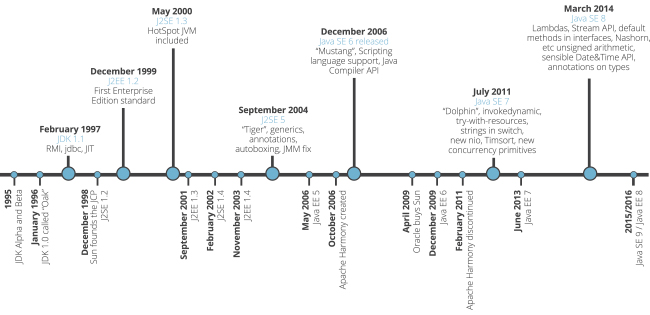 May 2000
J2SE 1.3
HotSpot JVM
included
March 2014
Java SE 8
Lambdas, Stream API, default
methods in interfaces, Nashorn,
etc unsigned arithmetic,
sensible Date&Time API,
annotations on types
December 2006
Java SE 6 released
"Mustang", Scripting
language support, Java
Compiler API
December 1999
J2EE 1.2
First Enterprise
Edition standard
July 2011
Java SE 7
"Dolphin", invokedynamic,
try-with-resources,
strings in switch,
new nio, Timsort, new
concurrency primitives
September 2004
J2SE 5
"Tiger", generics,
annotations,
autoboxing, JMM fix
February 1997
JDK 1.1
RMI, jdbc, JIT
1995
JDK Alpha and Beta
January 1996
JDK 1.0 called "Oak"
December 1998
Sun founds the JCP
J2SE 1.2
September 2001
J2EE 1.3
February 2002
J2SE 1.4
November 2003
J2EE 1.4
May 2006
Java EE 5
October 2006
Apache Harmony created
April 2009
Oracle buys Sun
December 2009
Java EE 6
February 2011
Apache Harmony discontinued
June 2013
Java EE 7
2015/2016
Java SE 9 / Java EE 8